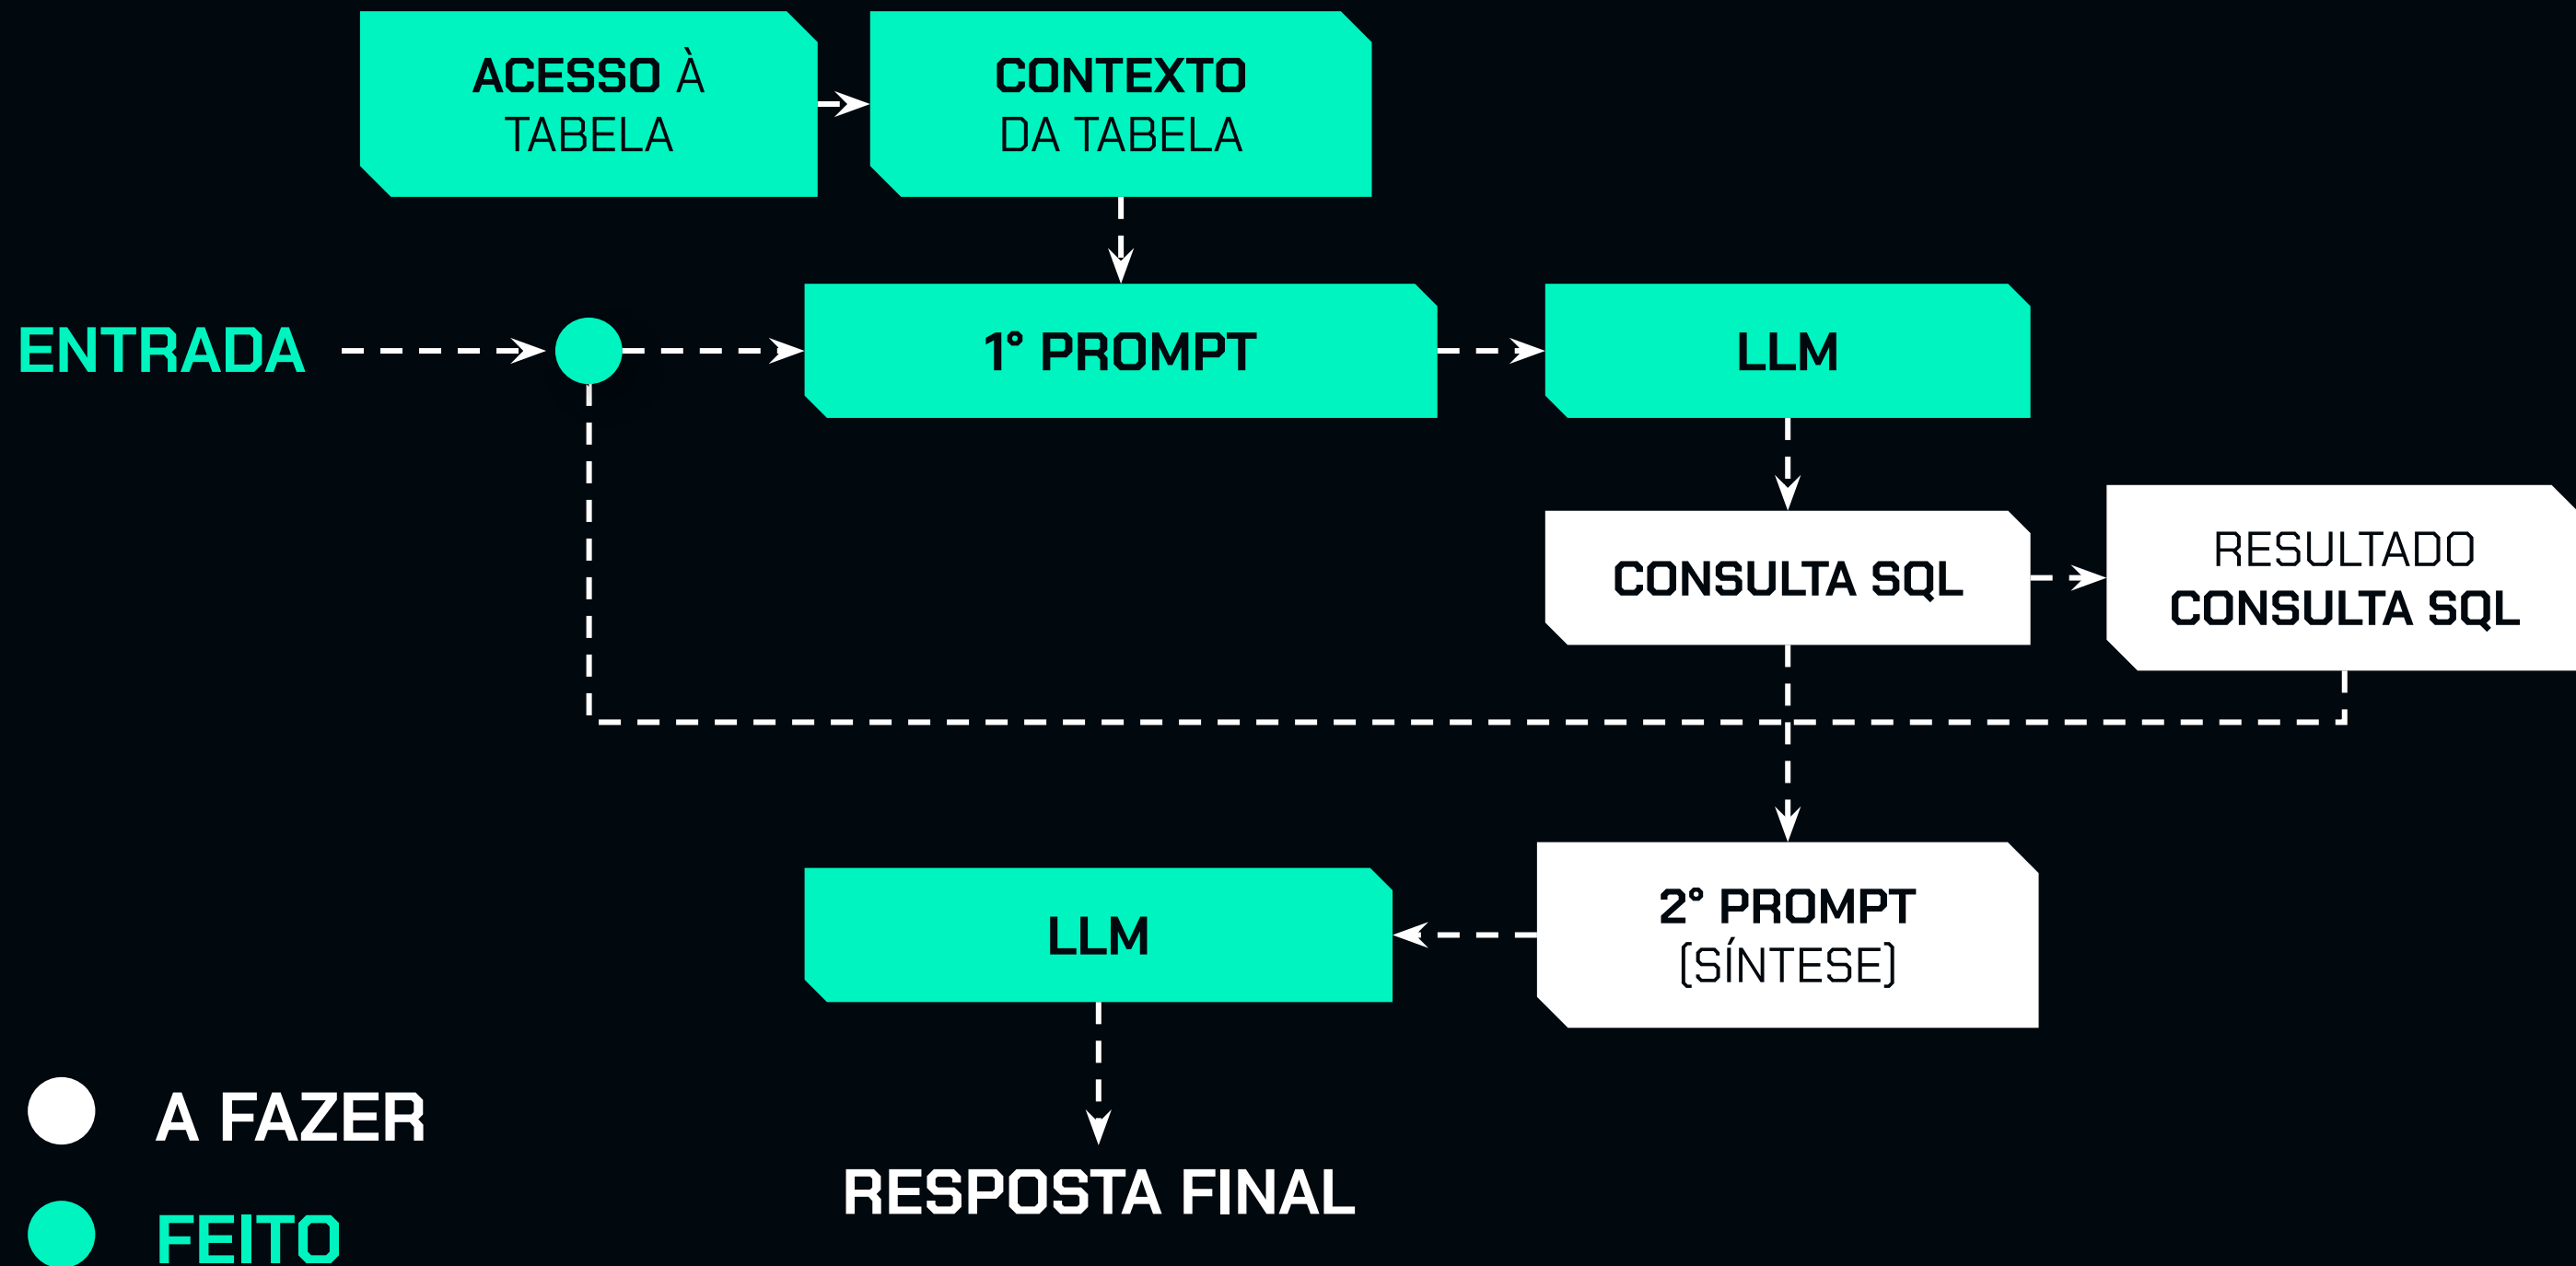 ACESSO À
TABELA
CONTEXTO
DA TABELA
ENTRADA
1° PROMPT
LLM
CONSULTA SQL
RESULTADO
CONSULTA SQL
LLM
2° PROMPT
(SÍNTESE)
A FAZER
RESPOSTA FINAL
FEITO